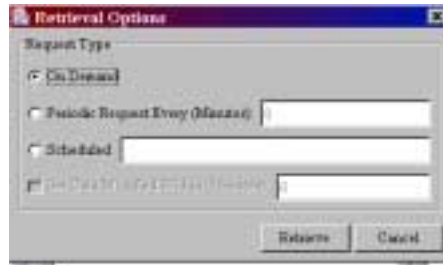 Retrieval Options
Request Type
On Demand
Periodic Request Every (Minutes)
Scheduled
Retrieve Cancel